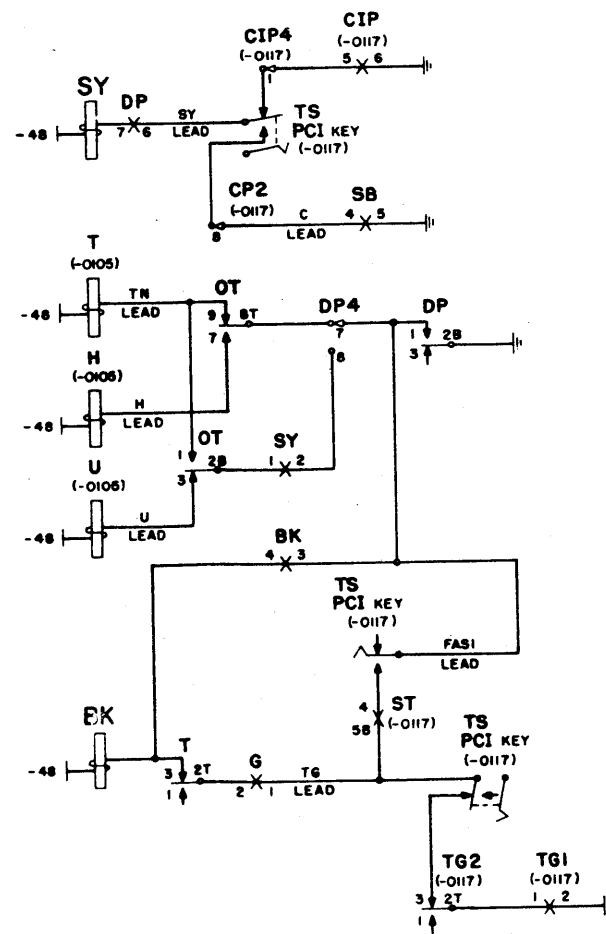 CIP
(-0117)
5 6
CIP4
(-0117)
1
SY
-48
DP
7 6
SY
LEAD
TS
PCI KEY
(-0117)
CP2
(-0117)
8
C
LEAD
SB
4 5
T
(-0105)
-48
TN
LEAD
OT
9
7
8T
DP4
7
8
DP
1
3
2B
H
(-0105)
-48
H
LEAD
OT
1
3
2B
SY
1 2
U
(-0105)
-48
U
LEAD
BK
4 3
TS
PCI KEY
(-0117)
FAS1
LEAD
ST
(-0117)
4
5B
BK
-48
T
3
1
2T
G
2 1
TG
LEAD
TS
PCI KEY
(-0117)
TG2
(-0117)
3
1
2T
TG1
(-0117)
1 2